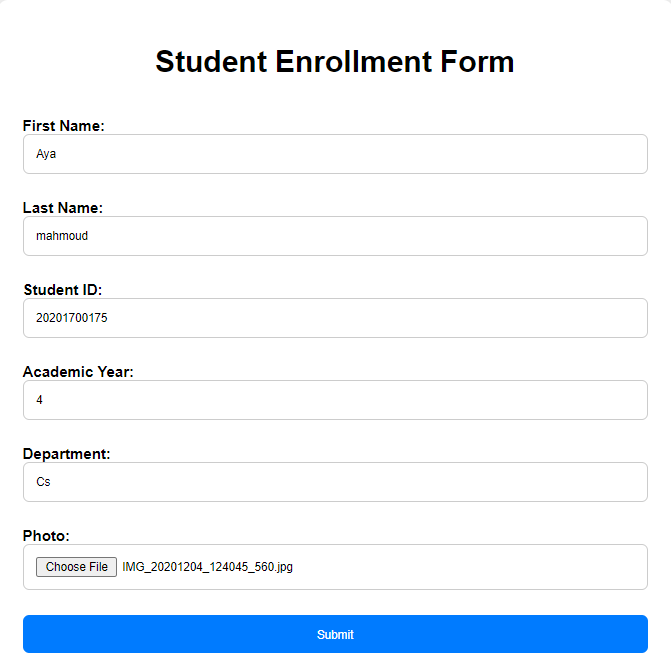 Student Enrollment Form
First Name:
Aya
Last Name:
mahmoud
Student ID:
20201700175
Academic Year:
4
Department:
Cs
Photo:
Choose File IMG_20201204_124045_560.jpg
Submit